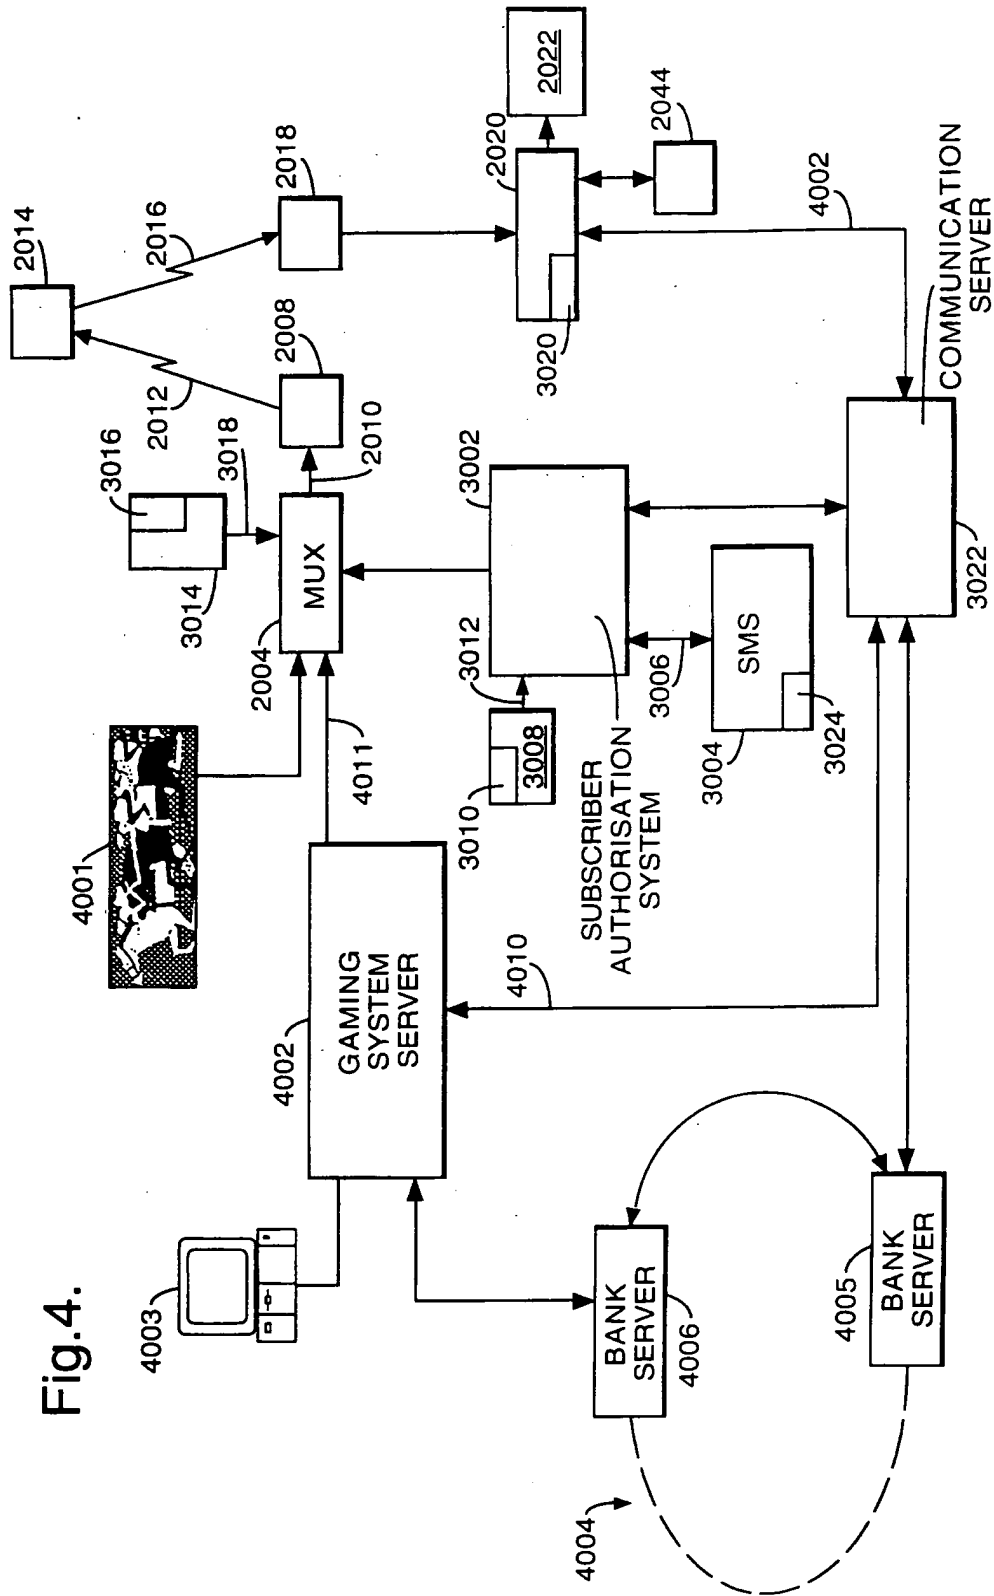 Fig.4.
4003
4001
4002
GAMING
SYSTEM
SERVER
4011
4010
3014
3016
3018
2004
MUX
2010
2008
2012
2014
2016
2018
2020
2022
2044
3020
4002
3002
3012
3010
3008
SUBSCRIBER
AUTHORISATION
SYSTEM
3006
SMS
3004
3024
3022
COMMUNICATION
SERVER
BANK
SERVER
4006
4005
BANK
SERVER
4004